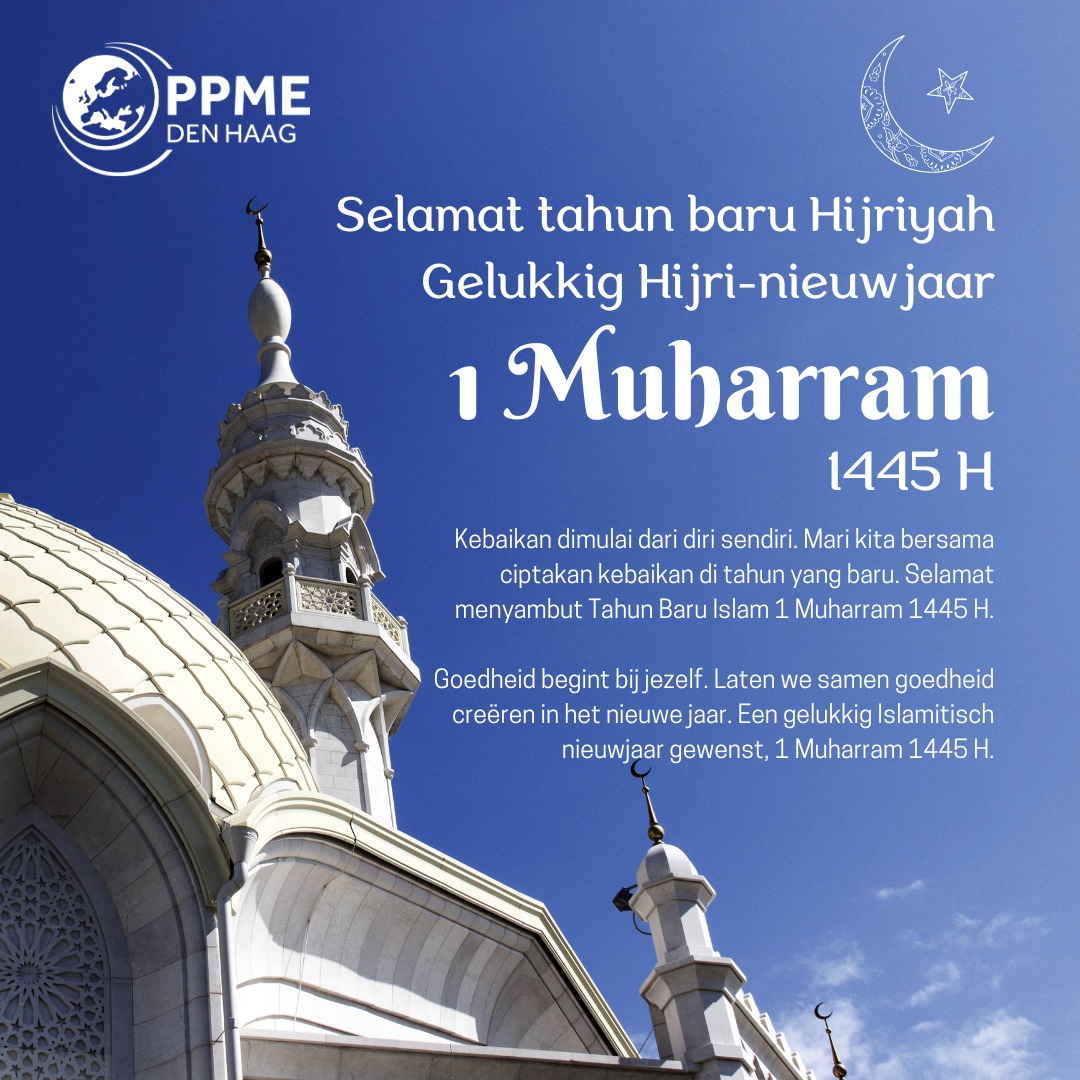 PPME
DEN HAAG
Selamat tahun baru Hijriyah
Gelukkig Hijri-nieuwjaar
1 Muharram
1445 H
Kebaikan dimulai dari diri sendiri. Mari kita bersama
ciptakan kebaikan di tahun yang baru. Selamat
menyambut Tahun Baru Islam 1 Muharram 1445 H.
Goedheid begint bij jezelf. Laten we samen goedheid
creëren in het nieuwe jaar. Een gelukkig Islamitisch
nieuwjaar gewenst, 1 Muharram 1445 H.